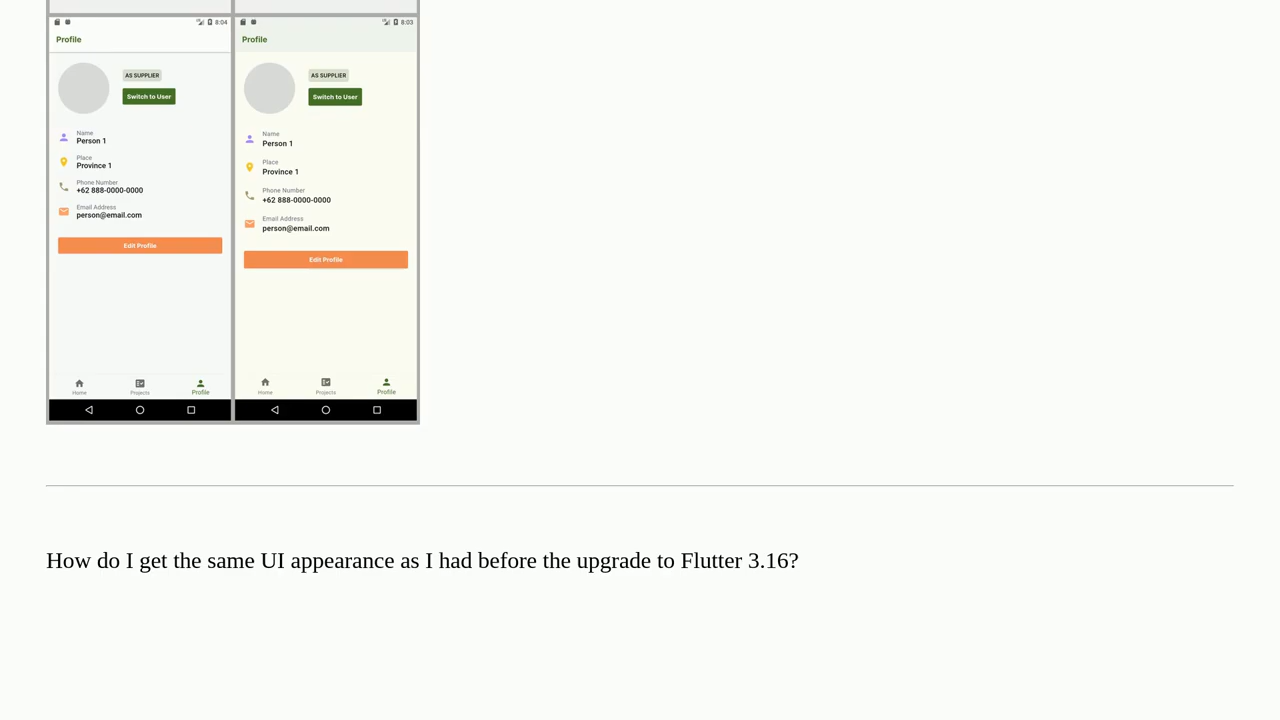 8:04
Profile
AS SUPPLIER
Switch to User
Name
Person 1
Place
Province 1
Phone Number
+62 888-0000-0000
Email Address
person@email.com
Edit Profile
Home Projects Profile
8:03
Profile
AS SUPPLIER
Switch to User
Name
Person 1
Place
Province 1
Phone Number
+62 888-0000-0000
Email Address
person@email.com
Edit Profile
Home Projects Profile
How do I get the same UI appearance as I had before the upgrade to Flutter 3.16?